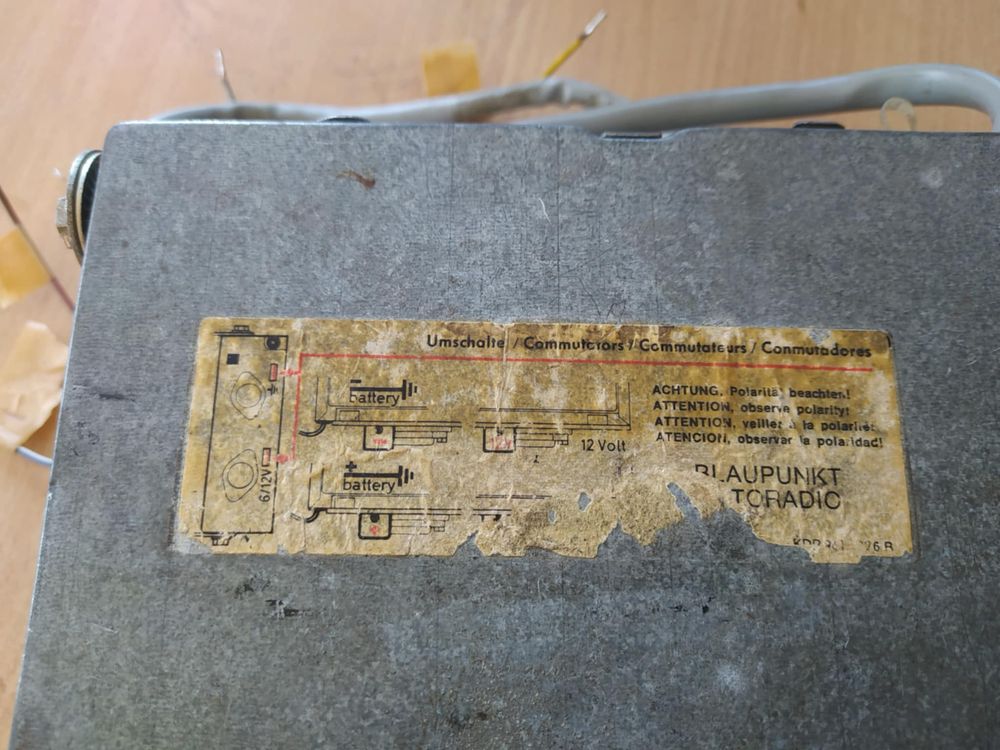 Umschalte / Commutators / Commutateurs / Conmutadores
battery
ACHTUNG, Polarität beachten!
ATTENTION, observe polarity!
ATTENTION, veiller à la polarité!
ATENCION, observar la polaridad!
12V
12 Volt
battery
6/12V
BLAUPUNKT
TORADIO